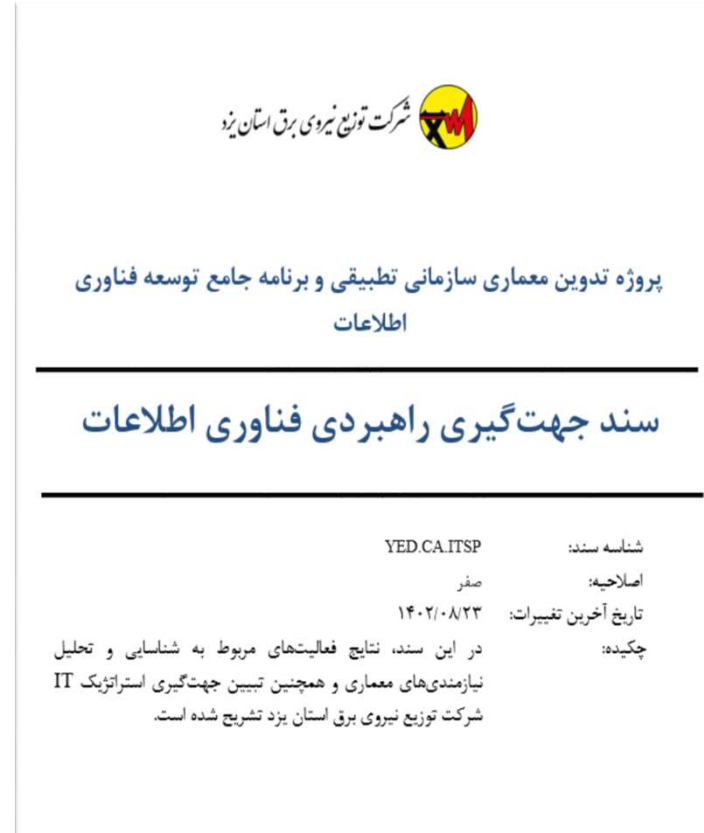 شرکت توزیع نیروی برق استان یزد
پروژه تدوین معماری سازمانی تطبیقی و برنامه جامع توسعه فناوری
اطلاعات
سند جهت‌گیری راهبردی فناوری اطلاعات
شناسه سند: YED.CA.ITSP
اصلاحیه: صفر
تاریخ آخرین تغییرات: ۱۴۰۲/۰۸/۲۳
چکیده: در این سند، نتایج فعالیت‌های مربوط به شناسایی و تحلیل
نیازمندی‌های معماری و همچنین تبیین جهت‌گیری استراتژیک IT
شرکت توزیع نیروی برق استان یزد تشریح شده است.